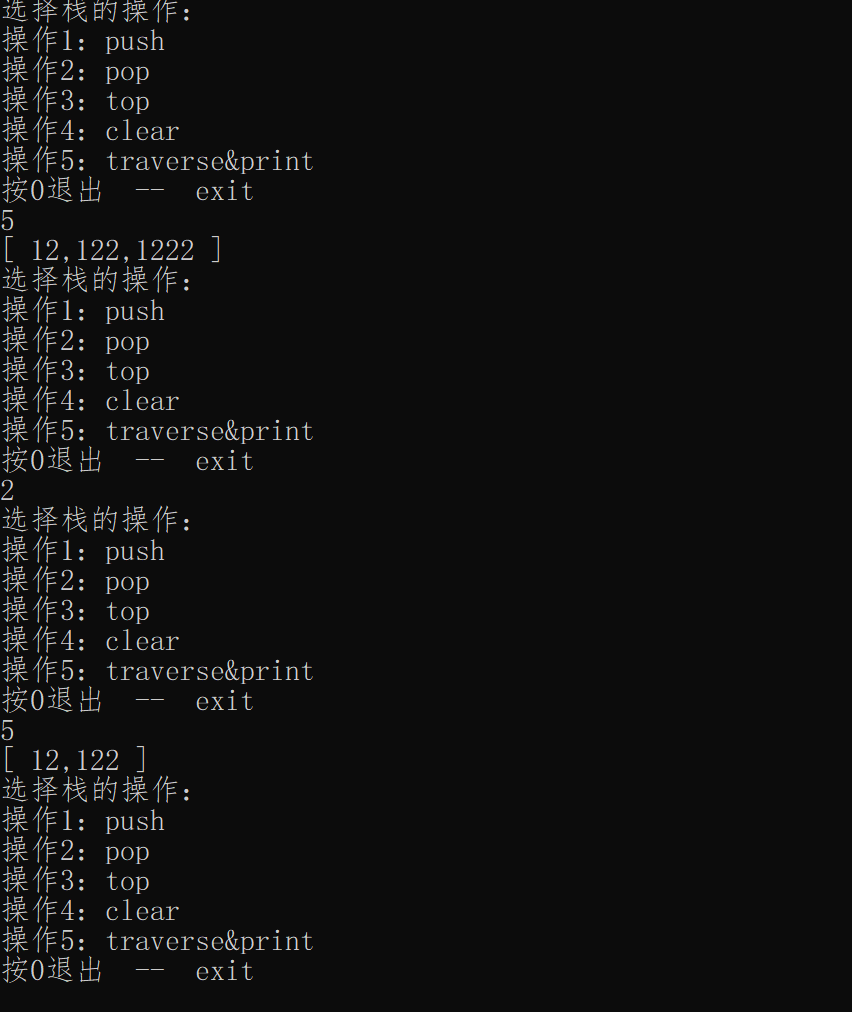 选择栈的操作：
操作1：push
操作2：pop
操作3：top
操作4：clear
操作5：traverse&print
按0退出  --  exit
5
[ 12,122,1222 ]
选择栈的操作：
操作1：push
操作2：pop
操作3：top
操作4：clear
操作5：traverse&print
按0退出  --  exit
2
选择栈的操作：
操作1：push
操作2：pop
操作3：top
操作4：clear
操作5：traverse&print
按0退出  --  exit
5
[ 12,122 ]
选择栈的操作：
操作1：push
操作2：pop
操作3：top
操作4：clear
操作5：traverse&print
按0退出  --  exit